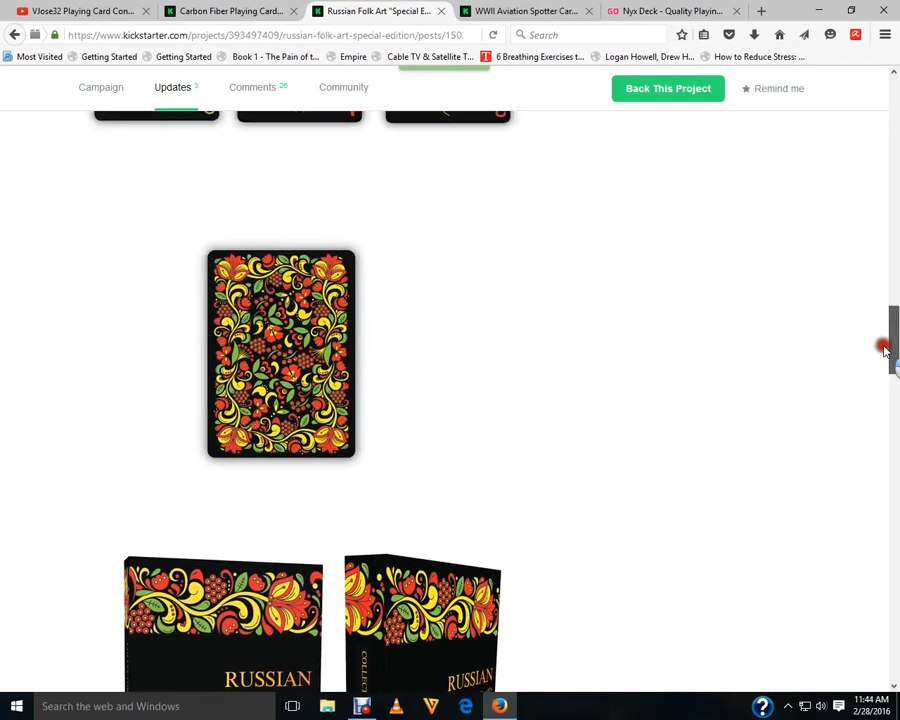 VJose32 Playing Card Con...
Carbon Fiber Playing Card...
Russian Folk Art "Special E...
WWII Aviation Spotter Car...
GO Nyx Deck - Quality Playin...
https://www.kickstarter.com/projects/393497409/russian-folk-art-special-edition/posts/150.
Search
Most Visited
Getting Started
Getting Started
Book 1 - The Pain of t...
Empire
Cable TV & Satellite T...
T 6 Breathing Exercises t...
Logan Howell, Drew H...
How to Reduce Stress: ...
Campaign
Updates 3
Comments 26
Community
Back This Project
Remind me
RUSSIAN
COLLECT
RUSSIAN
Search the web and Windows
11:44 AM
2/28/2016